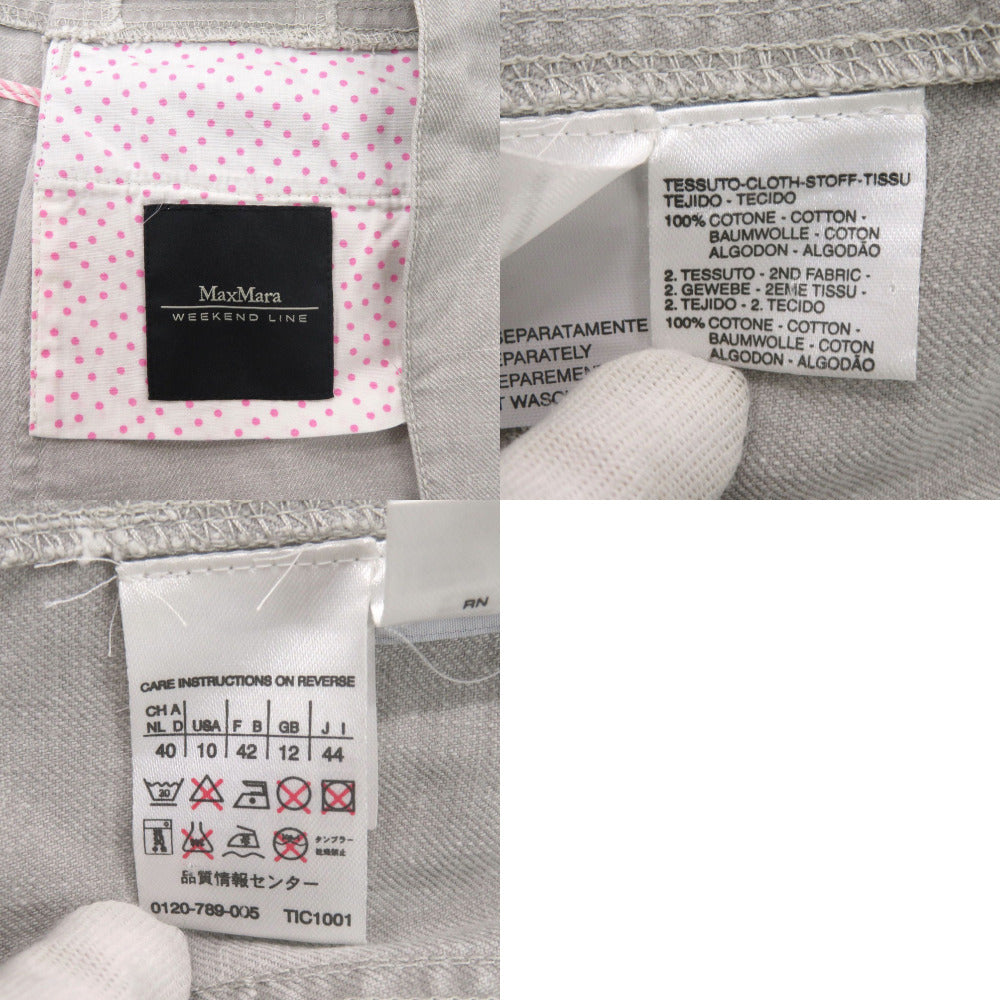 MaxMara
WEEKEND LINE
TESSUTO-CLOTH-STOFF-TISSU
TEJIDO - TECIDO
100% COTONE - COTTON -
BAUMWOLLE - COTON
ALGODON - ALGODÃO
2. TESSUTO - 2ND FABRIC -
2. GEWEBE - 2EME TISSU -
2. TEJIDO - 2. TECIDO
100% COTONE - COTTON -
BAUMWOLLE - COTON
ALGODON - ALGODÃO
SEPARATAMENTE
EPARATELY
EPAREMEN
T WASC
RN
CARE INSTRUCTIONS ON REVERSE
CH A USA F B GB J I
NL D
40 10 42 12 44
30
タンブラー
乾燥禁止
品質情報センター
0120-789-005 TIC1001